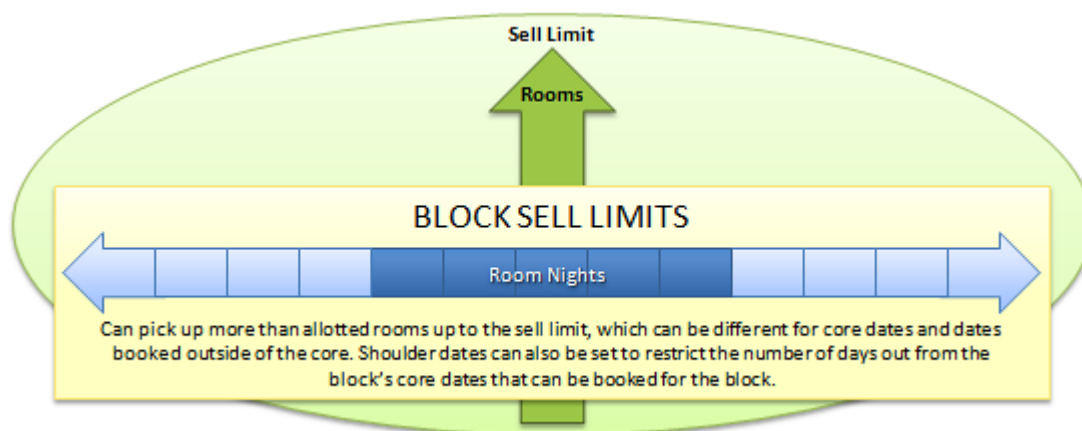 Sell Limit
Rooms
BLOCK SELL LIMITS
Room Nights
Can pick up more than allotted rooms up to the sell limit, which can be different for core dates and dates
booked outside of the core. Shoulder dates can also be set to restrict the number of days out from the
block's core dates that can be booked for the block.